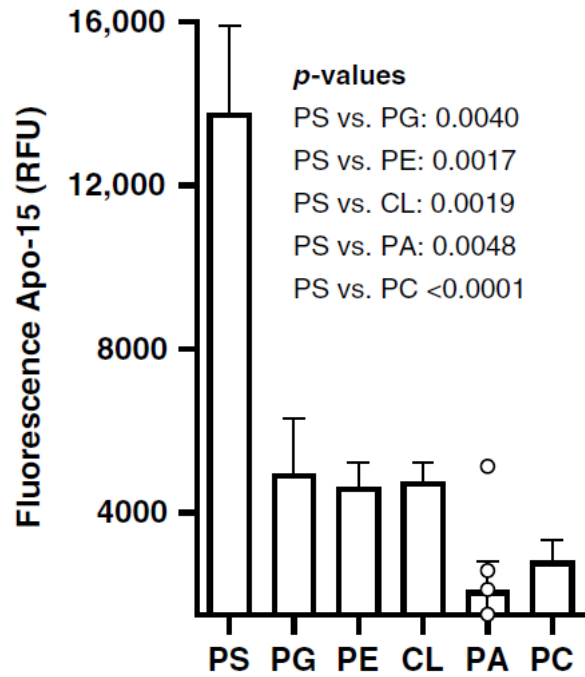 Fluorescence Apo-15 (RFU)
16,000
12,000
8000
4000
p-values
PS vs. PG: 0.0040
PS vs. PE: 0.0017
PS vs. CL: 0.0019
PS vs. PA: 0.0048
PS vs. PC <0.0001
PS PG PE CL PA PC